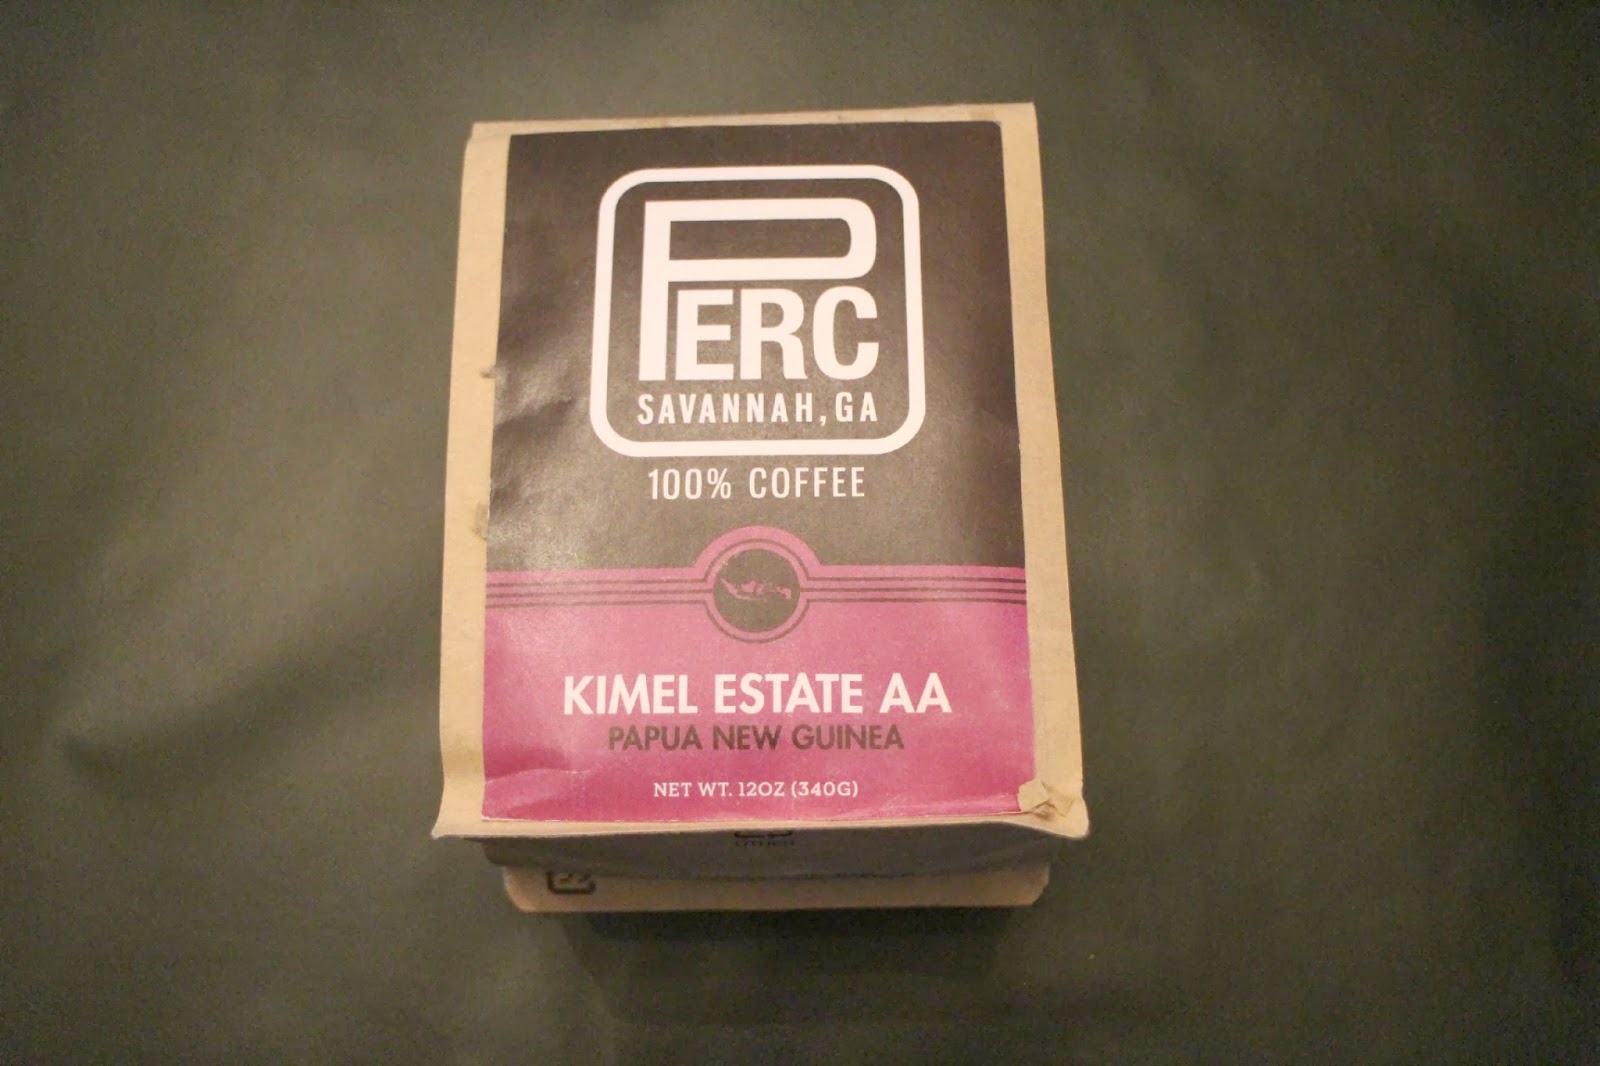 PERC
SAVANNAH, GA
100% COFFEE
KIMEL ESTATE AA
PAPUA NEW GUINEA
NET WT. 12OZ (340G)